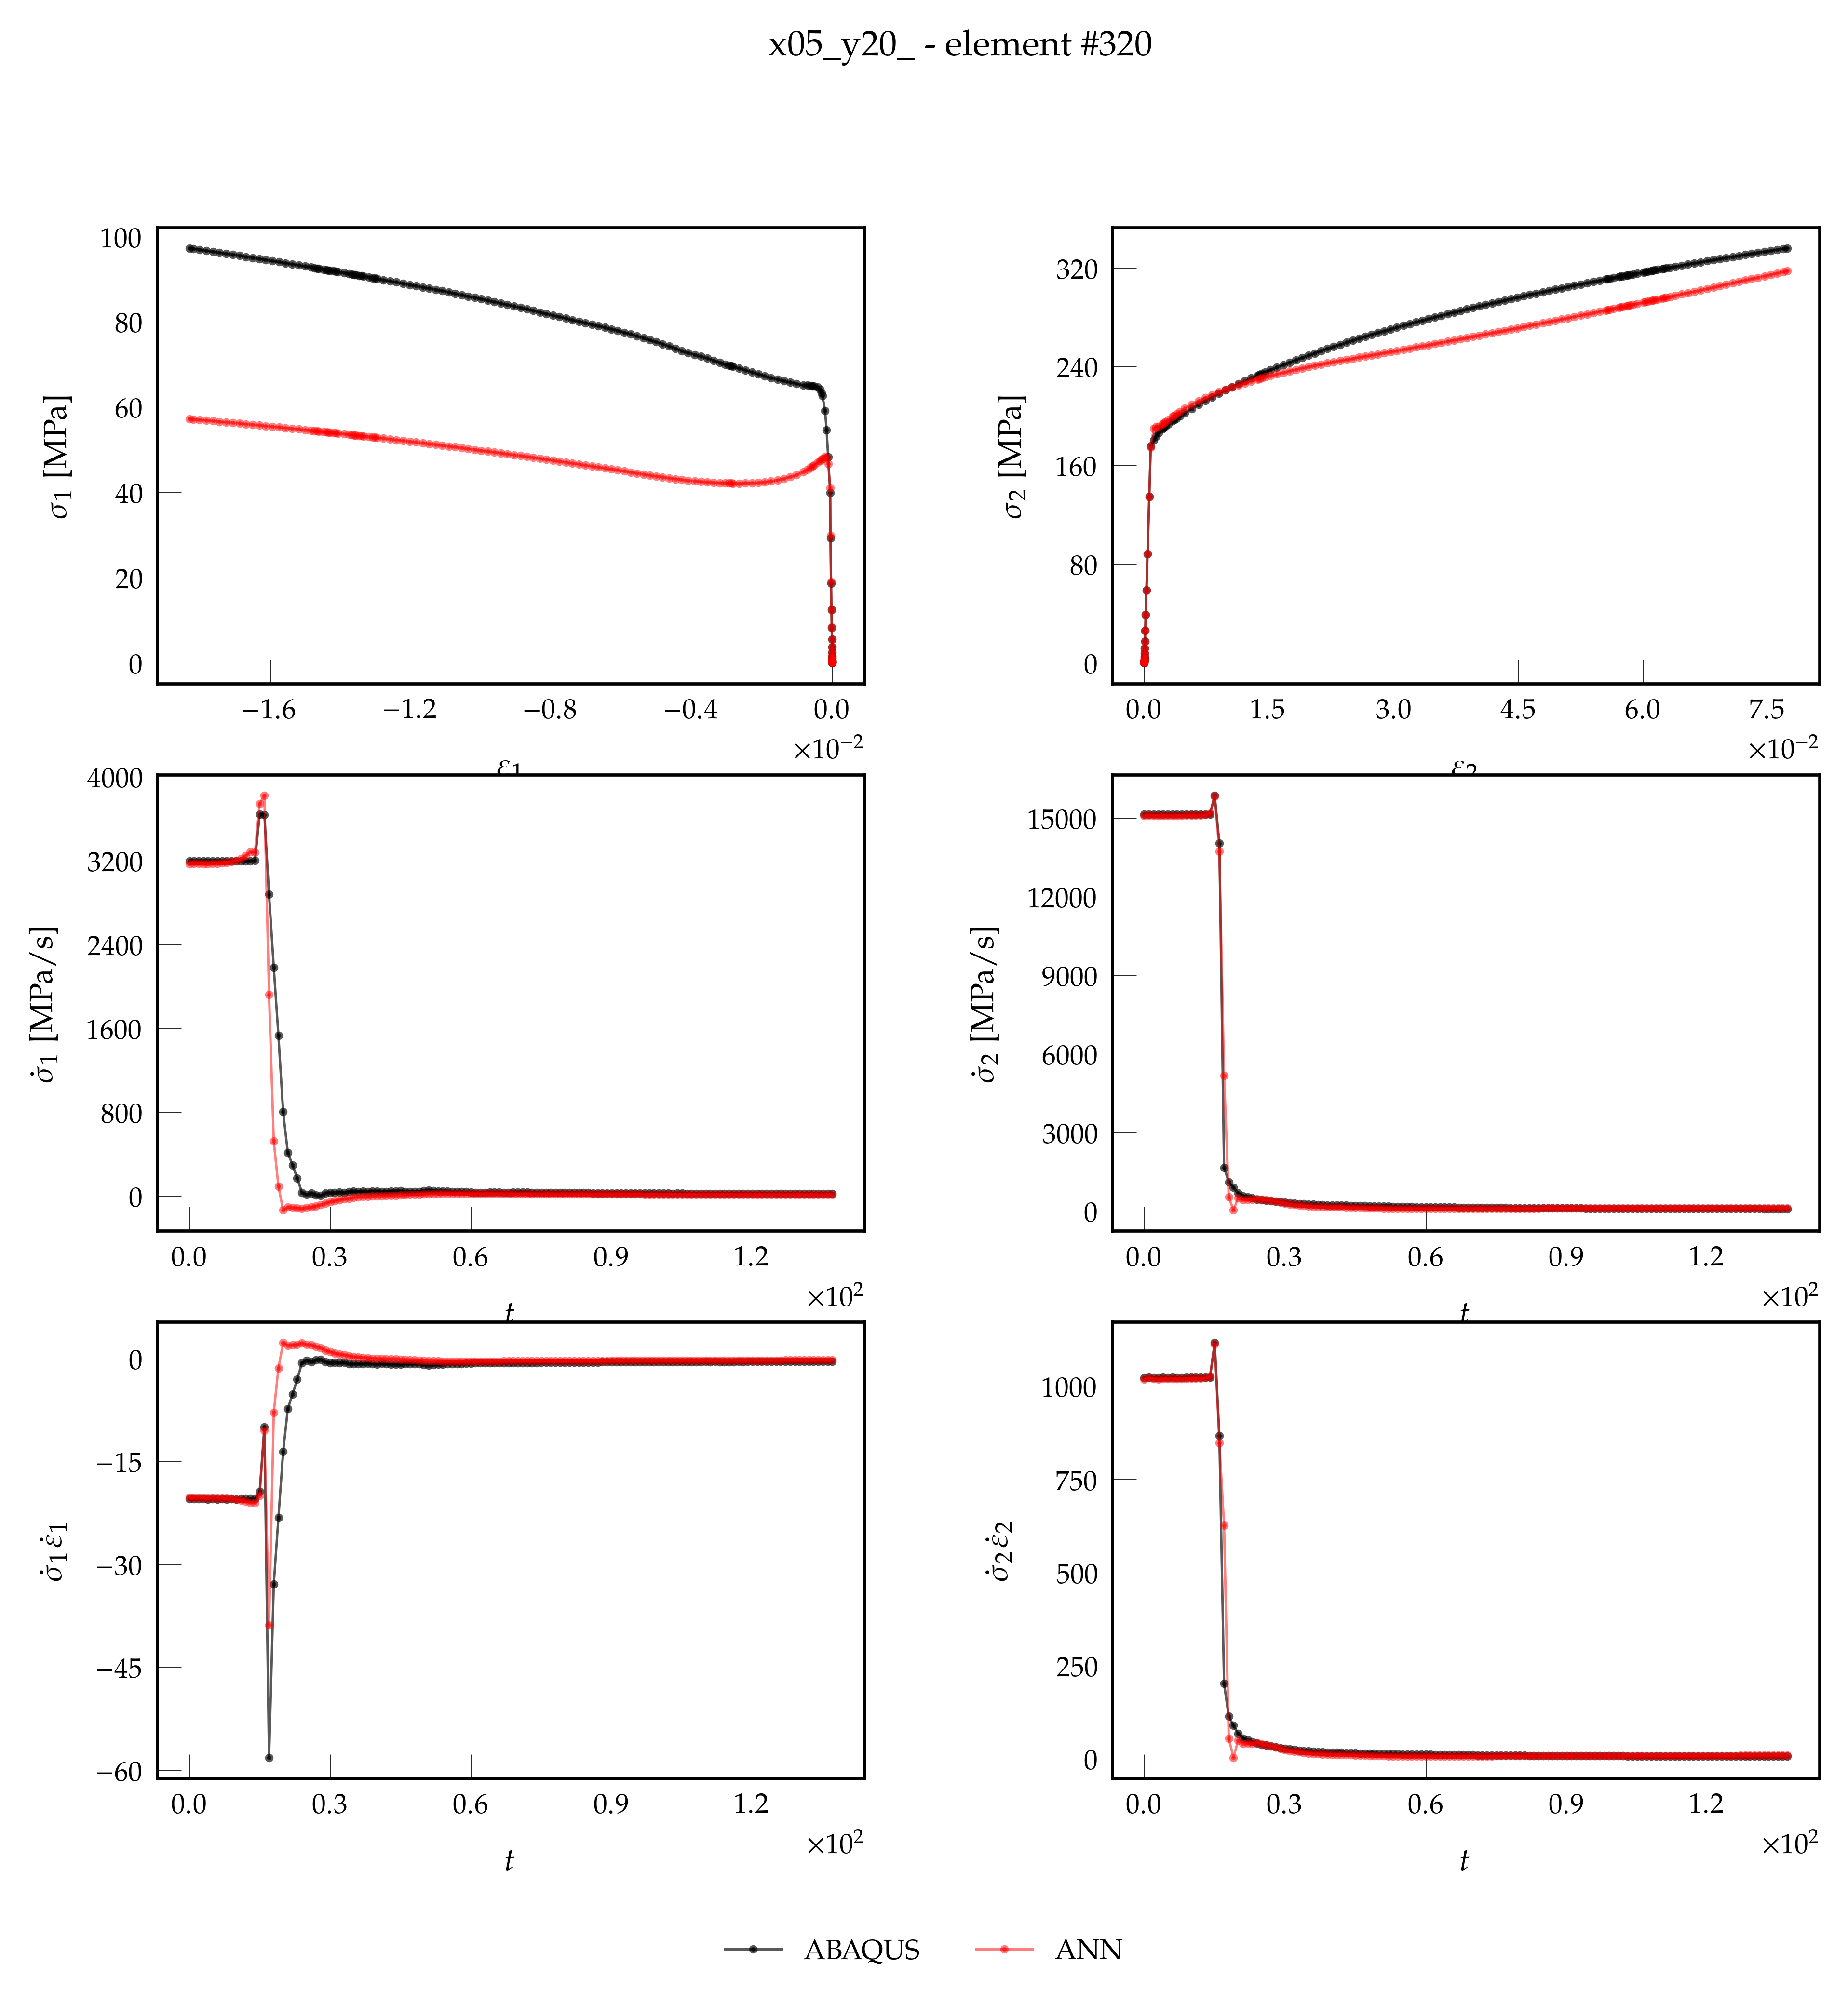 x05_y20_ - element #320
σ₁ [MPa]
100
80
60
40
20
0
−1.6 −1.2 −0.8 −0.4 0.0
×10⁻²
ε₁
σ₂ [MPa]
320
240
160
80
0
0.0 1.5 3.0 4.5 6.0 7.5
×10⁻²
ε₂
σ̇₁ [MPa/s]
4000
3200
2400
1600
800
0
0.0 0.3 0.6 0.9 1.2
×10²
t
σ̇₂ [MPa/s]
15000
12000
9000
6000
3000
0
0.0 0.3 0.6 0.9 1.2
×10²
t
σ̇₁ε̇₁
0
−15
−30
−45
−60
0.0 0.3 0.6 0.9 1.2
×10²
t
σ̇₂ε̇₂
1000
750
500
250
0
0.0 0.3 0.6 0.9 1.2
×10²
t
ABAQUS ANN